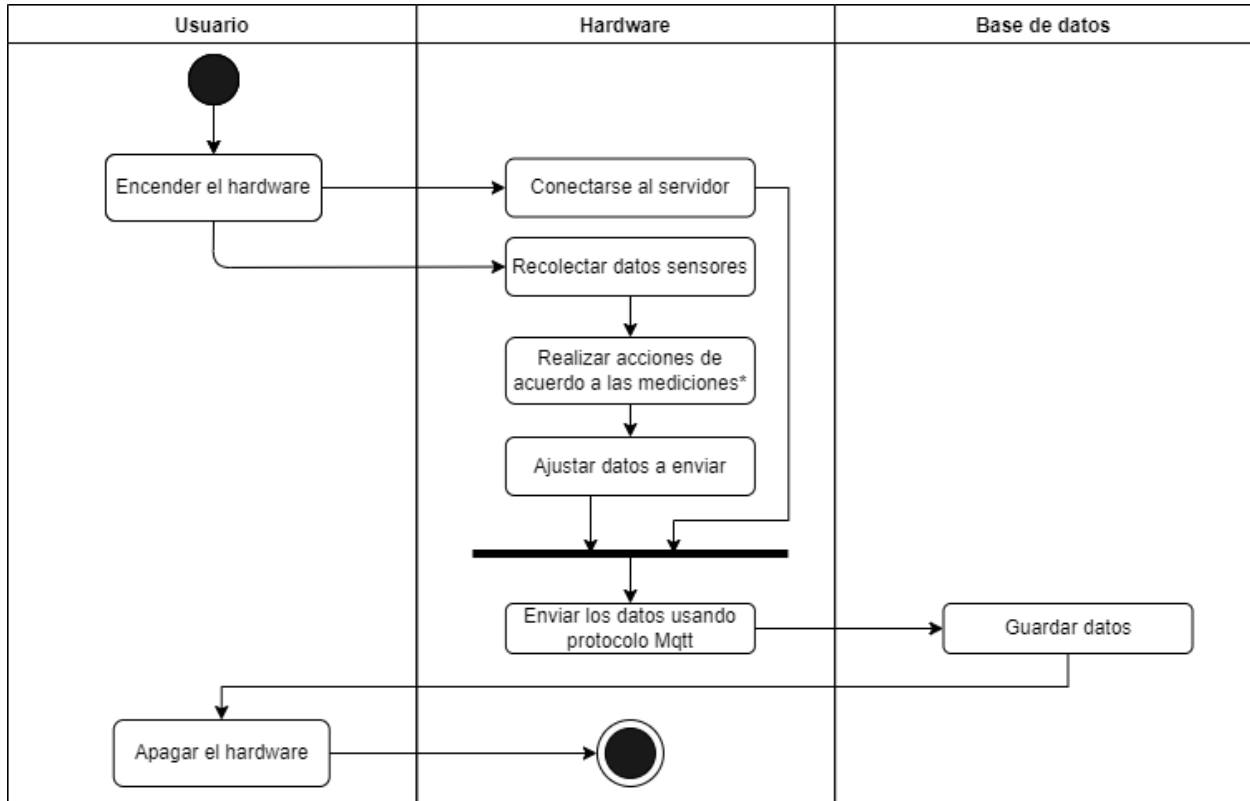 Usuario
Hardware
Base de datos
Encender el hardware
Conectarse al servidor
Recolectar datos sensores
Realizar acciones de
acuerdo a las mediciones*
Ajustar datos a enviar
Enviar los datos usando
protocolo Mqtt
Guardar datos
Apagar el hardware